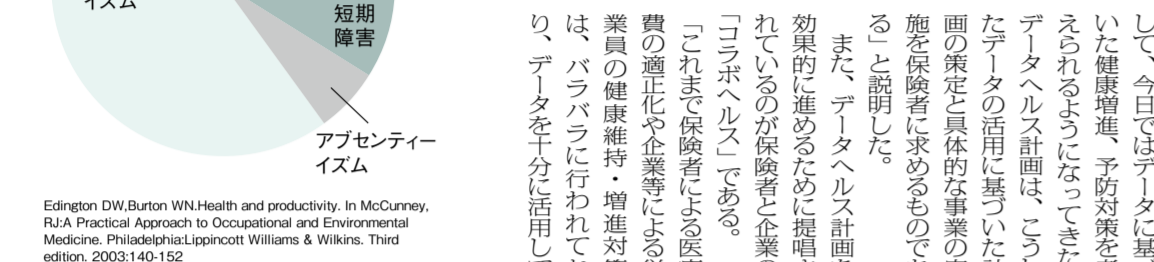 イズム
短期
障害
アブセンティー
イズム
Edington DW,Burton WN.Health and productivity. In McCunney,
RJ:A Practical Approach to Occupational and Environmental
Medicine. Philadelphia:Lippincott Williams & Wilkins. Third
edition. 2003:140-152
して、今日ではデータに基
いた健康増進、予防対策を
えられるようになってきた
データヘルス計画は、こう
たデータの活用に基づいた
画の策定と具体的な事業の
施を保険者に求めるもので
る」と説明した。
また、データヘルス計画
効果的に進めるために提唱
れているのが保険者と企業の
「コラボヘルス」である。
「これまで保険者による医
費の適正化や企業等による
業員の健康維持・増進対
は、バラバラに行われて
り、データを十分に活用して